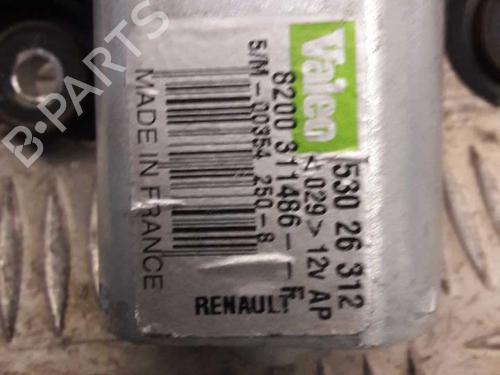 Valeo
530 26 312
<029> 12V AP
8200 311486-
5/M-00354 250-8
RENAULT
MADE IN FRANCE
B-PARTS